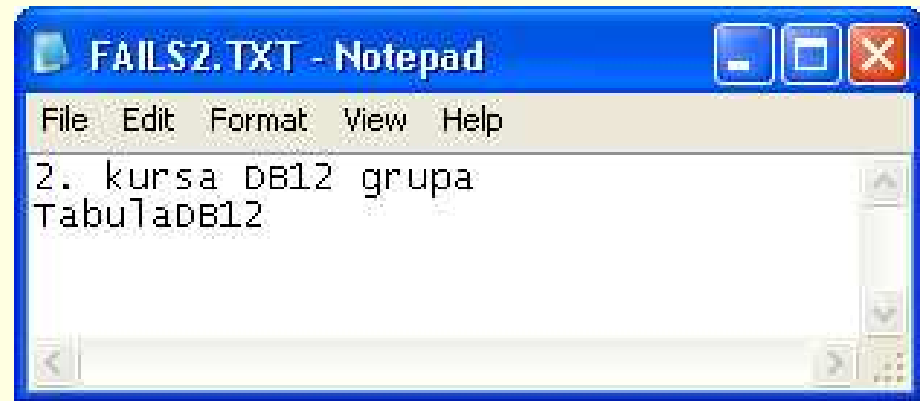 FAILS2.TXT - Notepad
File Edit Format View Help
2. kursa DB12 grupa
TabulaDB12